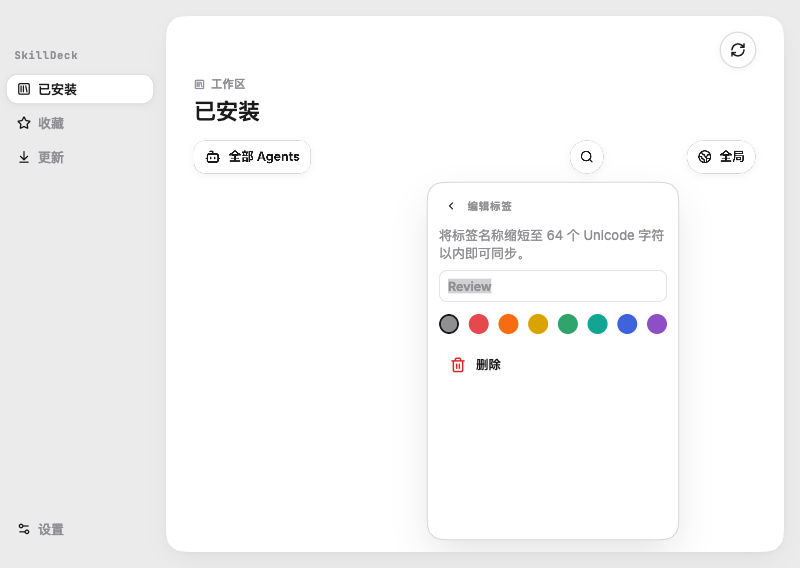 SkillDeck
已安装
收藏
更新
设置
工作区
已安装
全部 Agents
全局
编辑标签
将标签名称缩短至 64 个 Unicode 字符
以内即可同步。
Review
删除